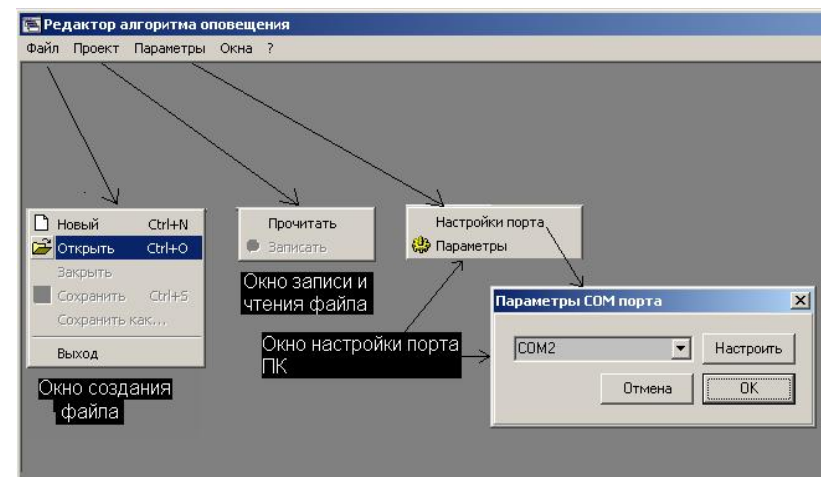 Редактор алгоритма оповещения
Файл Проект Параметры Окна ?
Новый Ctrl+N
Открыть Ctrl+O
Закрыть
Сохранить Ctrl+S
Сохранить как...
Выход
Окно создания
файла
Прочитать
Записать
Окно записи и
чтения файла
Настройки порта
Параметры
Окно настройки порта
ПК
Параметры COM порта
COM2
Настроить
Отмена
OK